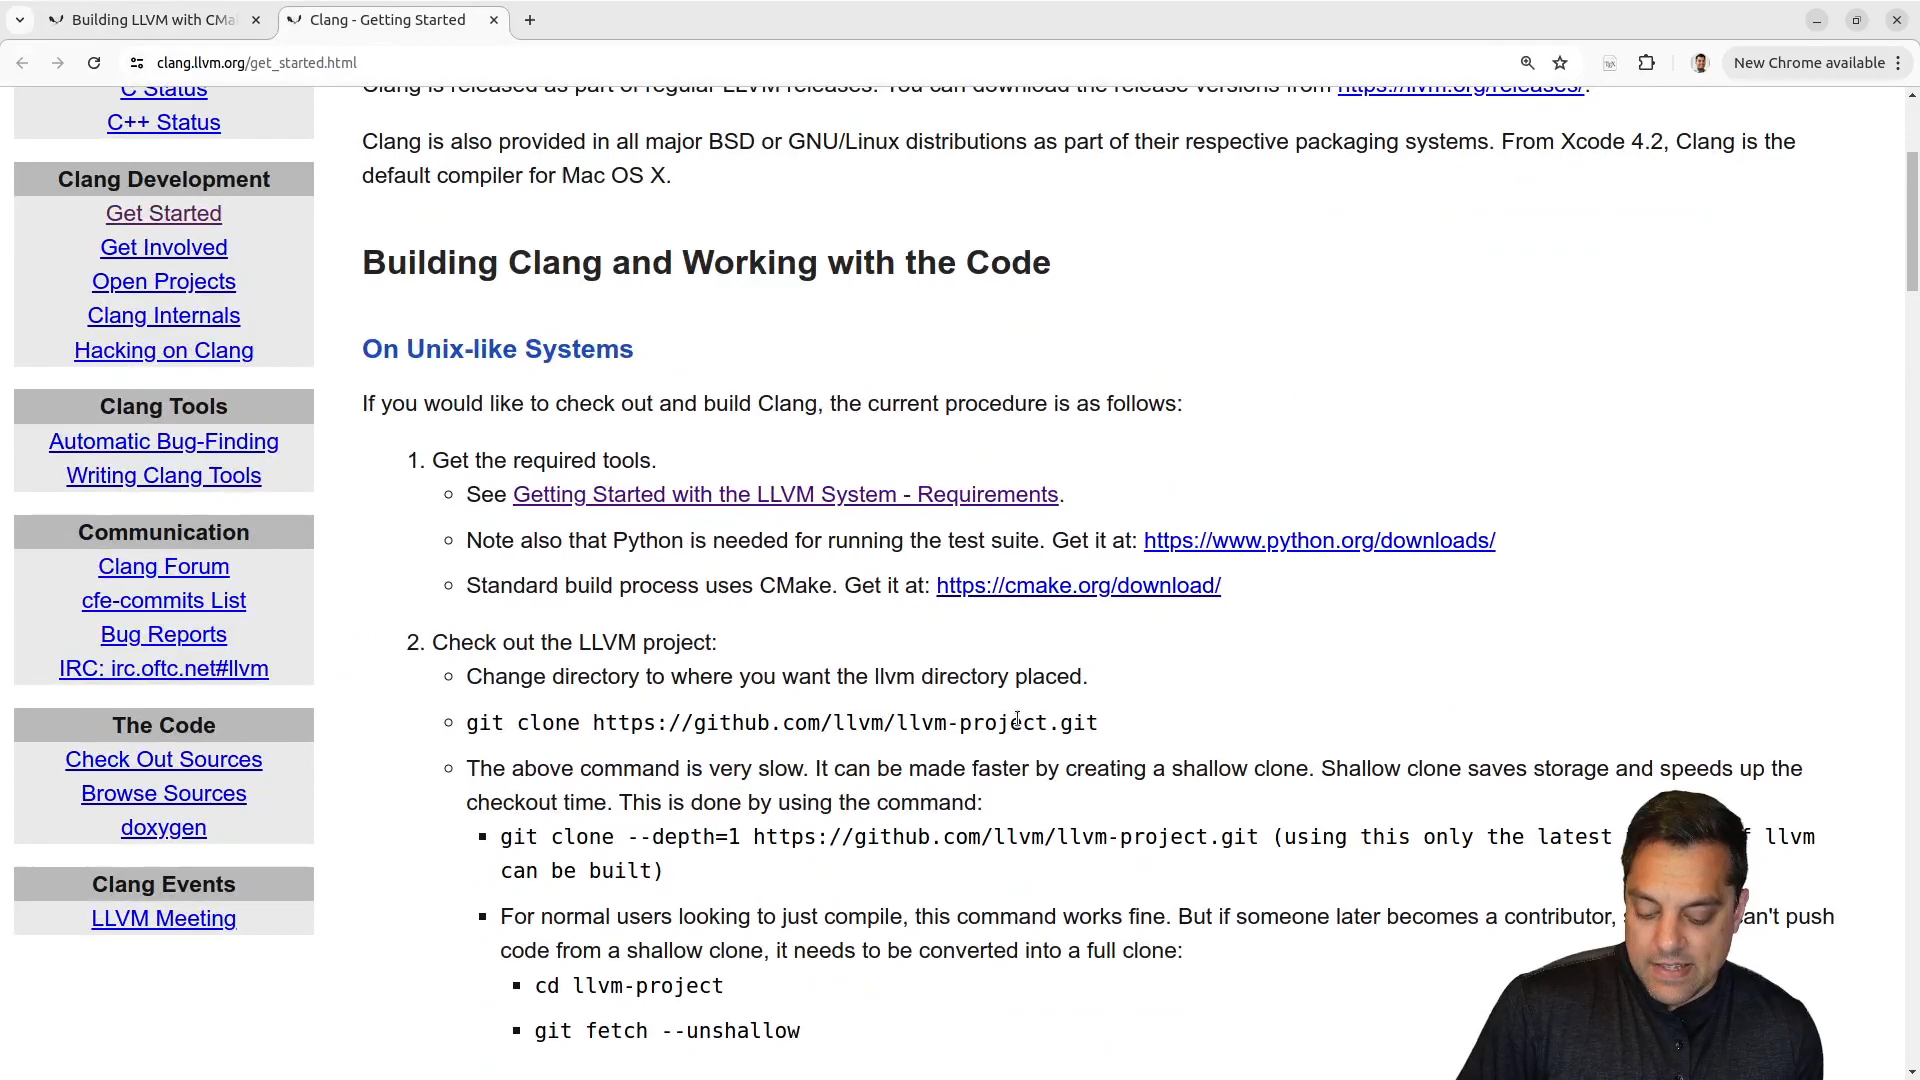 Building LLVM with CMa
Clang - Getting Started
clang.llvm.org/get_started.html
New Chrome available
C Status
C++ Status
Clang Development
Get Started
Get Involved
Open Projects
Clang Internals
Hacking on Clang
Clang Tools
Automatic Bug-Finding
Writing Clang Tools
Communication
Clang Forum
cfe-commits List
Bug Reports
IRC: irc.oftc.net#llvm
The Code
Check Out Sources
Browse Sources
doxygen
Clang Events
LLVM Meeting
Clang is released as part of regular LLVM releases. You can download the release versions from https://llvm.org/releases/.
Clang is also provided in all major BSD or GNU/Linux distributions as part of their respective packaging systems. From Xcode 4.2, Clang is the
default compiler for Mac OS X.
Building Clang and Working with the Code
On Unix-like Systems
If you would like to check out and build Clang, the current procedure is as follows:
1. Get the required tools.
See Getting Started with the LLVM System - Requirements.
Note also that Python is needed for running the test suite. Get it at: https://www.python.org/downloads/
Standard build process uses CMake. Get it at: https://cmake.org/download/
2. Check out the LLVM project:
Change directory to where you want the llvm directory placed.
git clone https://github.com/llvm/llvm-project.git
The above command is very slow. It can be made faster by creating a shallow clone. Shallow clone saves storage and speeds up the
checkout time. This is done by using the command:
git clone --depth=1 https://github.com/llvm/llvm-project.git (using this only the latest llvm
can be built)
For normal users looking to just compile, this command works fine. But if someone later becomes a contributor, can't push
code from a shallow clone, it needs to be converted into a full clone:
cd llvm-project
git fetch --unshallow